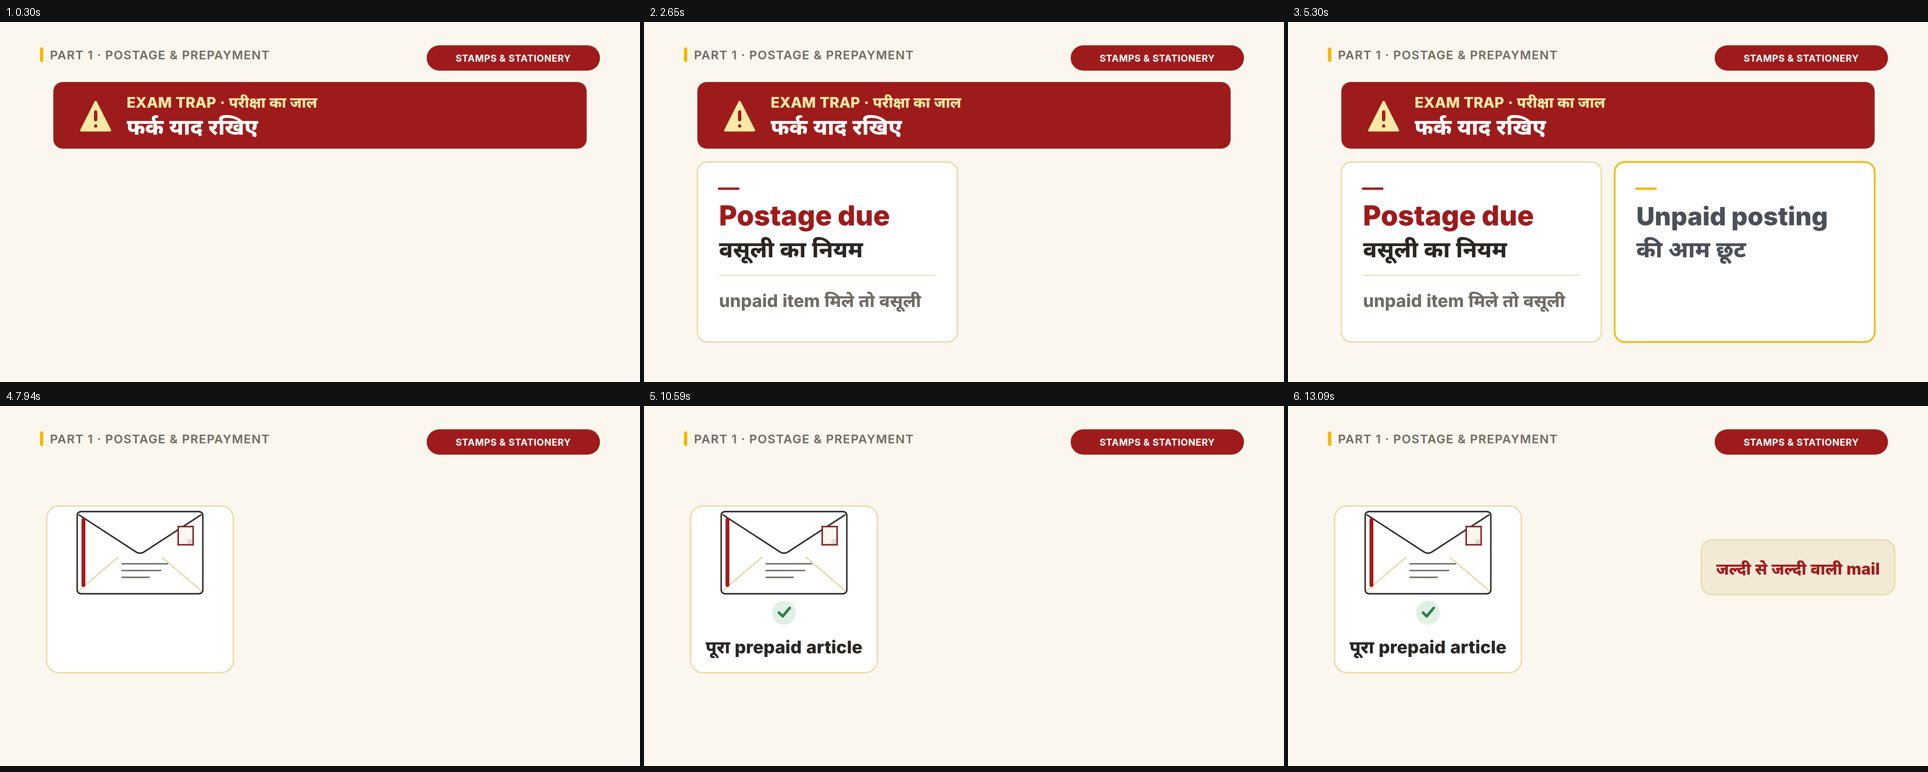 1. 0.30s
PART 1 · POSTAGE & PREPAYMENT
STAMPS & STATIONERY
EXAM TRAP · परीक्षा का जाल
फर्क याद रखिए
2. 2.65s
PART 1 · POSTAGE & PREPAYMENT
STAMPS & STATIONERY
EXAM TRAP · परीक्षा का जाल
फर्क याद रखिए
Postage due
वसूली का नियम
unpaid item मिले तो वसूली
3. 5.30s
PART 1 · POSTAGE & PREPAYMENT
STAMPS & STATIONERY
EXAM TRAP · परीक्षा का जाल
फर्क याद रखिए
Postage due
वसूली का नियम
unpaid item मिले तो वसूली
Unpaid posting
की आम छूट
4. 7.94s
PART 1 · POSTAGE & PREPAYMENT
STAMPS & STATIONERY
5. 10.59s
PART 1 · POSTAGE & PREPAYMENT
STAMPS & STATIONERY
पूरा prepaid article
6. 13.09s
PART 1 · POSTAGE & PREPAYMENT
STAMPS & STATIONERY
पूरा prepaid article
जल्दी से जल्दी वाली mail